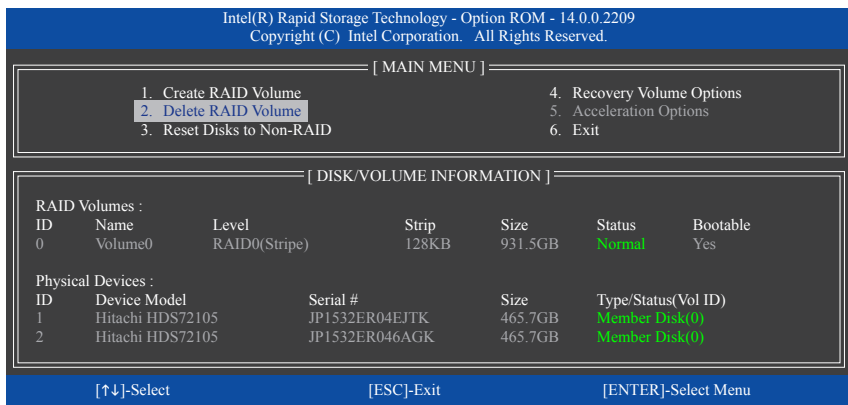 Intel(R) Rapid Storage Technology - Option ROM - 14.0.0.2209
Copyright (C) Intel Corporation. All Rights Reserved.
[ MAIN MENU ]
1. Create RAID Volume 4. Recovery Volume Options
2. Delete RAID Volume 5. Acceleration Options
3. Reset Disks to Non-RAID 6. Exit
[ DISK/VOLUME INFORMATION ]
RAID Volumes :
ID Name Level Strip Size Status Bootable
0 Volume0 RAID0(Stripe) 128KB 931.5GB Normal Yes
Physical Devices :
ID Device Model Serial # Size Type/Status(Vol ID)
1 Hitachi HDS72105 JP1532ER04EJTK 465.7GB Member Disk(0)
2 Hitachi HDS72105 JP1532ER046AGK 465.7GB Member Disk(0)
[↑↓]-Select [ESC]-Exit [ENTER]-Select Menu